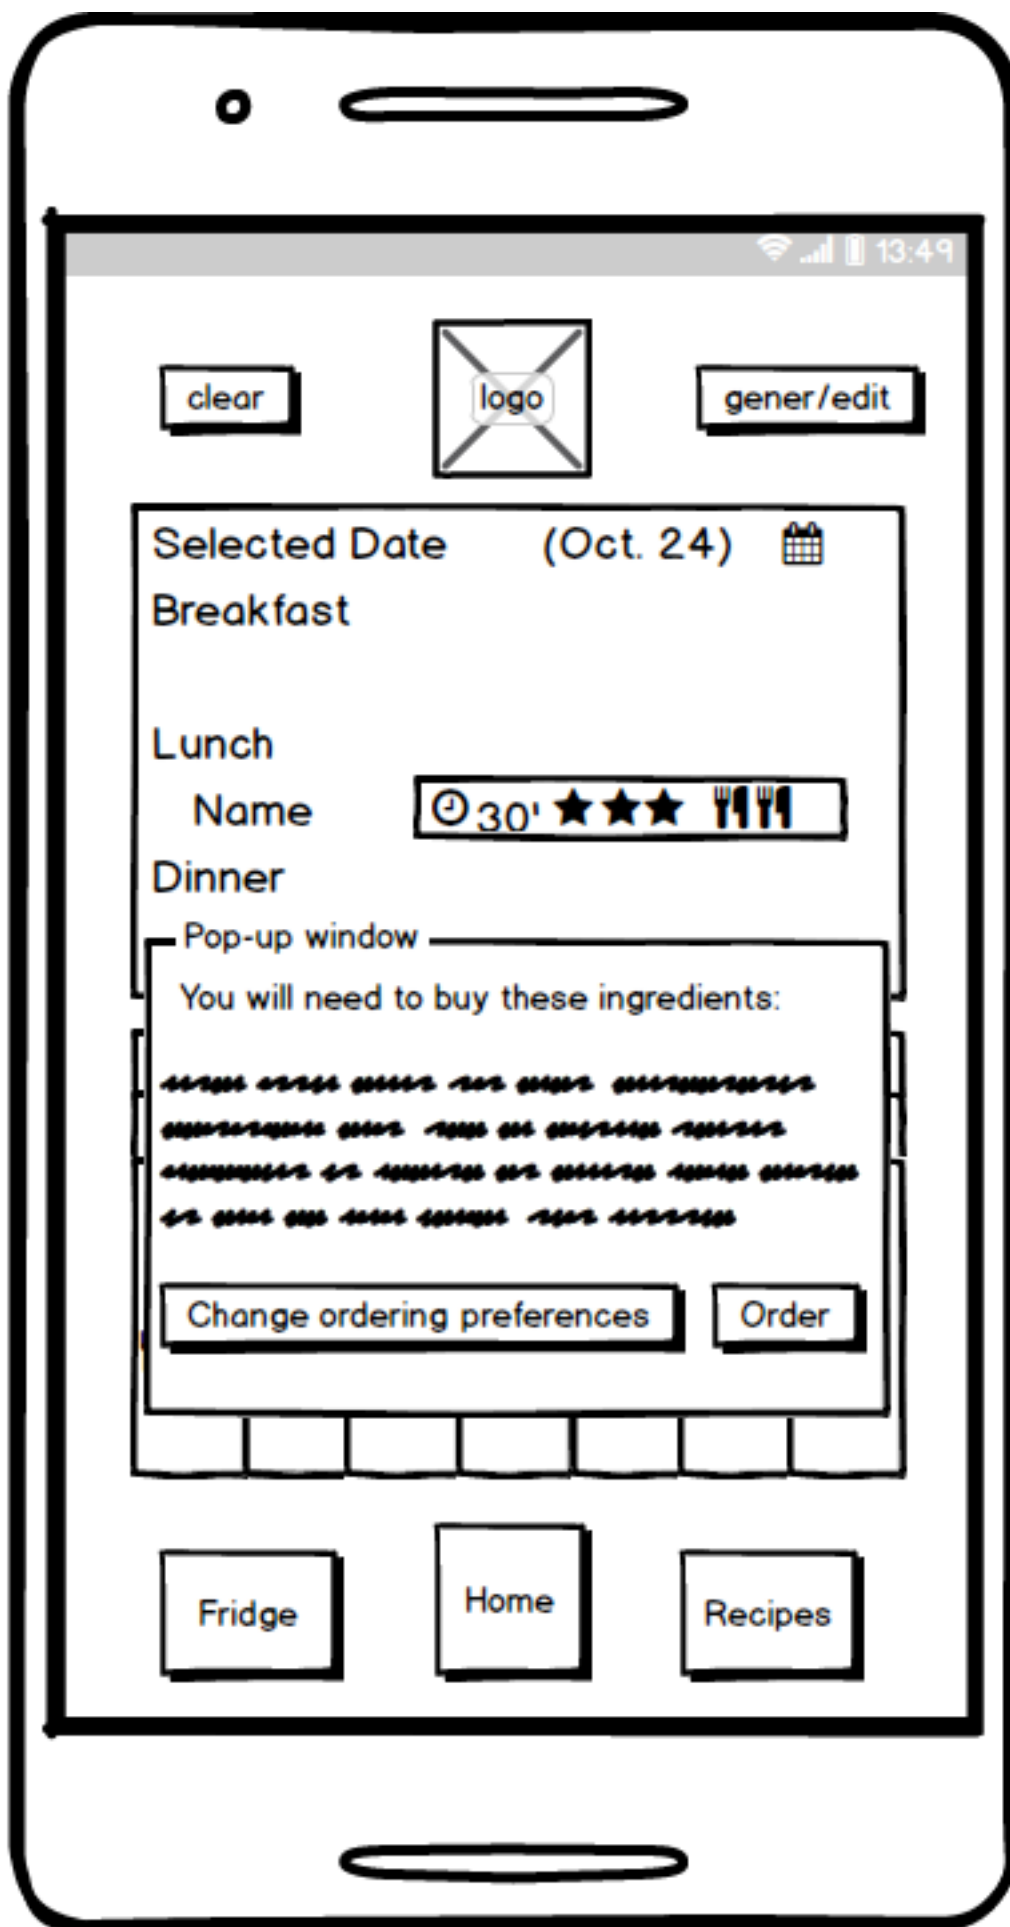 13:49
clear
logo
gener/edit
Selected Date (Oct. 24)
Breakfast
Lunch
Name 30'
Dinner
Pop-up window
You will need to buy these ingredients:
Change ordering preferences Order
Fridge
Home
Recipes